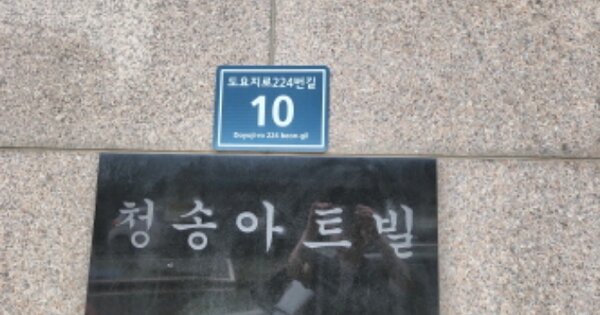 도요지로224번길
10
Doyoji-ro 224 beon-gil
청송아트빌